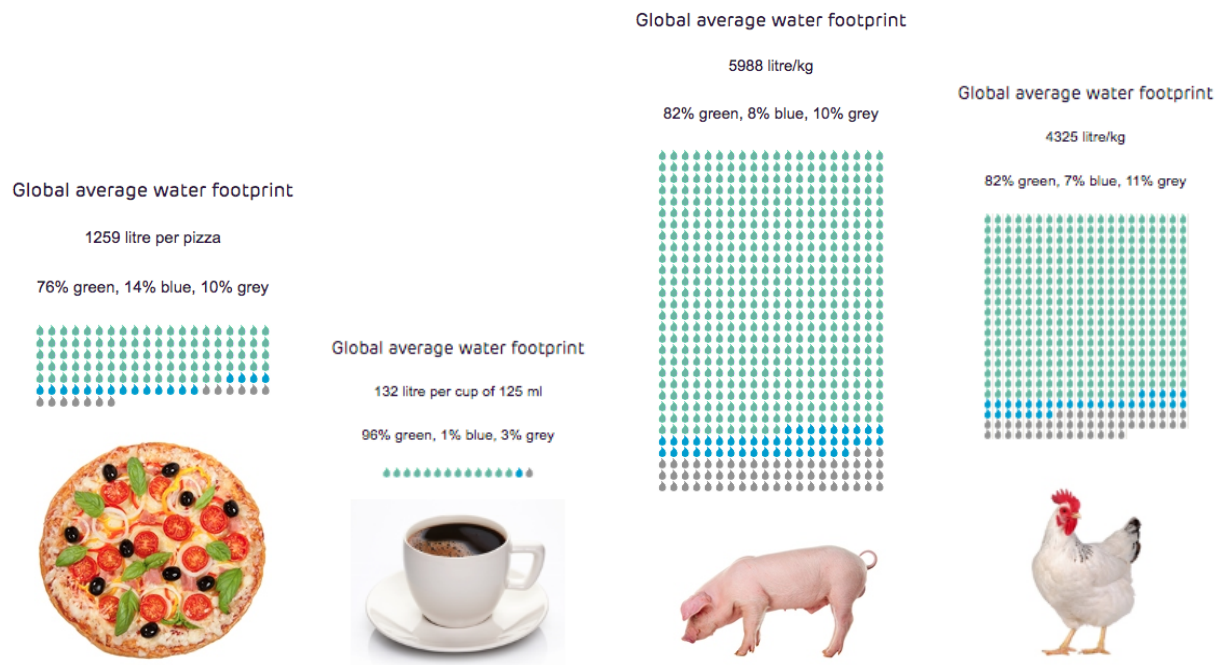 Global average water footprint
1259 litre per pizza
76% green, 14% blue, 10% grey
Global average water footprint
132 litre per cup of 125 ml
96% green, 1% blue, 3% grey
Global average water footprint
5988 litre/kg
82% green, 8% blue, 10% grey
Global average water footprint
4325 litre/kg
82% green, 7% blue, 11% grey